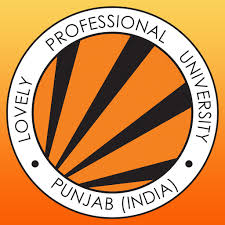 LOVELY PROFESSIONAL UNIVERSITY
PUNJAB (INDIA)